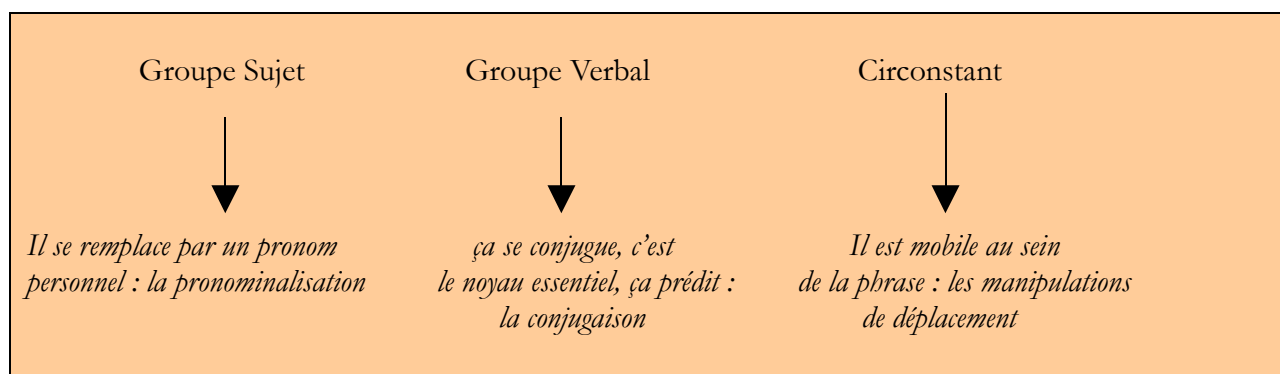 Groupe Sujet
Groupe Verbal
Circonstant
Il se remplace par un pronom
personnel : la pronominalisation
ça se conjugue, c’est
le noyau essentiel, ça prédit :
la conjugaison
Il est mobile au sein
de la phrase : les manipulations
de déplacement